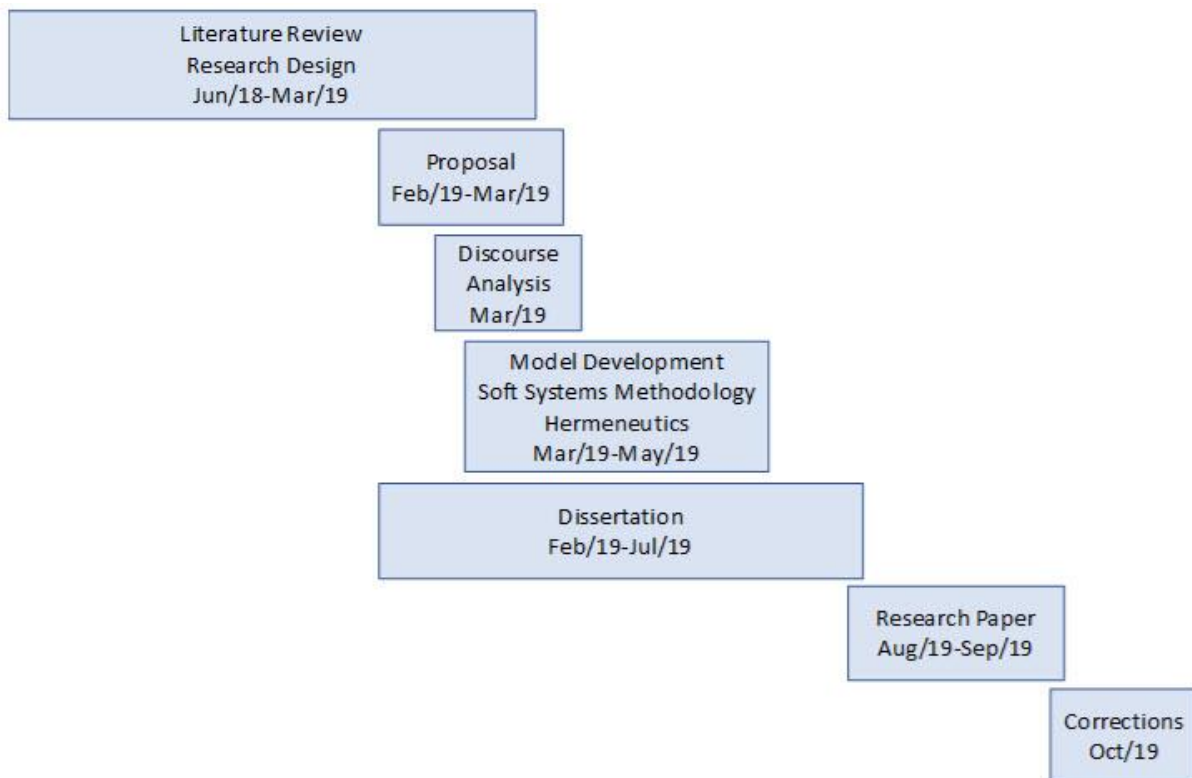 Literature Review
Research Design
Jun/18-Mar/19
Proposal
Feb/19-Mar/19
Discourse
Analysis
Mar/19
Model Development
Soft Systems Methodology
Hermeneutics
Mar/19-May/19
Dissertation
Feb/19-Jul/19
Research Paper
Aug/19-Sep/19
Corrections
Oct/19